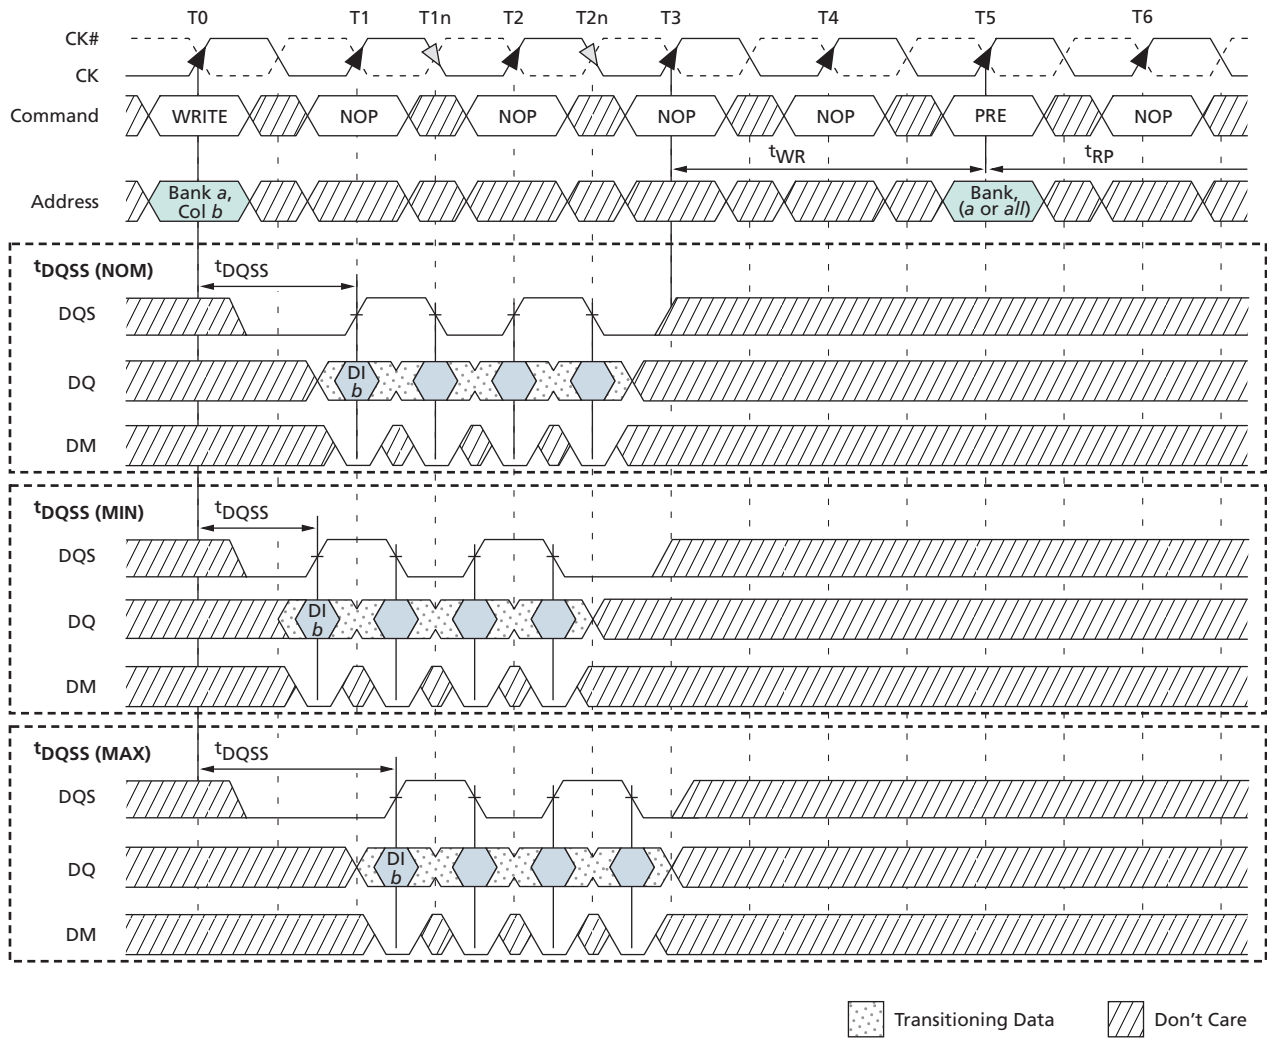 T0 T1 T1n T2 T2n T3 T4 T5 T6
CK#
CK
Command WRITE NOP NOP NOP NOP PRE NOP
tWR tRP
Address Bank a, Col b Bank, (a or all)
tDQSS (NOM) tDQSS
DQS
DQ DI b
DM
tDQSS (MIN) tDQSS
DQS
DQ DI b
DM
tDQSS (MAX) tDQSS
DQS
DQ DI b
DM
Transitioning Data Don't Care